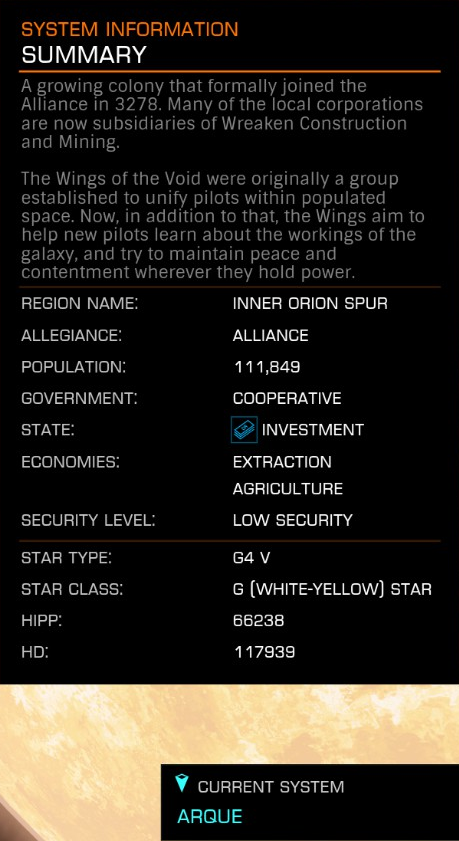 SYSTEM INFORMATION
SUMMARY
A growing colony that formally joined the
Alliance in 3278. Many of the local corporations
are now subsidiaries of Wreaken Construction
and Mining.
The Wings of the Void were originally a group
established to unify pilots within populated
space. Now, in addition to that, the Wings aim to
help new pilots learn about the workings of the
galaxy, and try to maintain peace and
contentment wherever they hold power.
REGION NAME: INNER ORION SPUR
ALLEGIANCE: ALLIANCE
POPULATION: 111,849
GOVERNMENT: COOPERATIVE
STATE: INVESTMENT
ECONOMIES: EXTRACTION
AGRICULTURE
SECURITY LEVEL: LOW SECURITY
STAR TYPE: G4 V
STAR CLASS: G (WHITE-YELLOW) STAR
HIPP: 66238
HD: 117939
CURRENT SYSTEM
ARQUE